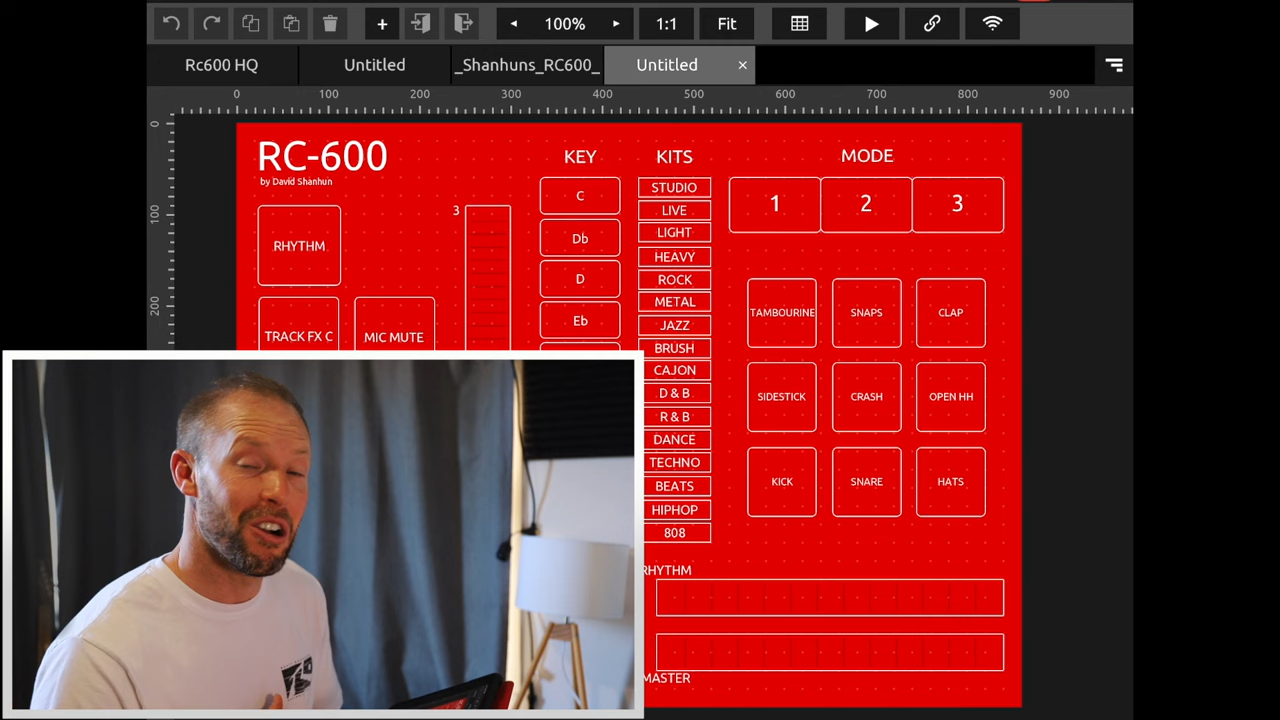 +
100%
1:1
Fit
Rc600 HQ
Untitled
_Shanhuns_RC600_
Untitled
×
0 100 200 300 400 500 600 700 800 900
0
100
200
RC-600
by David Shanhun
RHYTHM
TRACK FX C
MIC MUTE
3
KEY
C
Db
D
Eb
KITS
STUDIO
LIVE
LIGHT
HEAVY
ROCK
METAL
JAZZ
BRUSH
CAJON
D & B
R & B
DANCE
TECHNO
BEATS
HIPHOP
808
MODE
1
2
3
TAMBOURINE
SNAPS
CLAP
SIDESTICK
CRASH
OPEN HH
KICK
SNARE
HATS
RHYTHM
MASTER